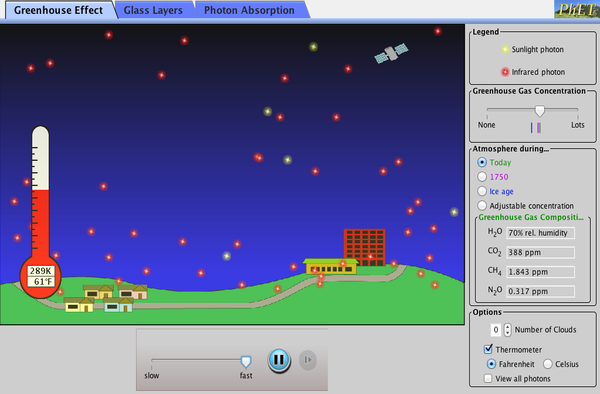 Greenhouse Effect
Glass Layers
Photon Absorption
PhET
Legend
Sunlight photon
Infrared photon
Greenhouse Gas Concentration
None
Lots
Atmosphere during...
Today
1750
Ice age
Adjustable concentration
Greenhouse Gas Compositi...
H2O 70% rel. humidity
CO2 388 ppm
CH4 1.843 ppm
N2O 0.317 ppm
Options
0 Number of Clouds
Thermometer
Fahrenheit Celsius
View all photons
289K
61°F
slow
fast